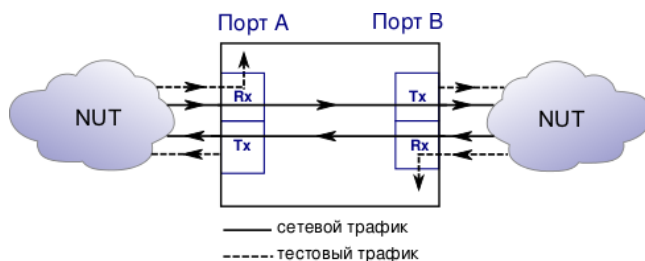 Порт А Порт В
Rx Tx
NUT NUT
Tx Rx
сетевой трафик
тестовый трафик